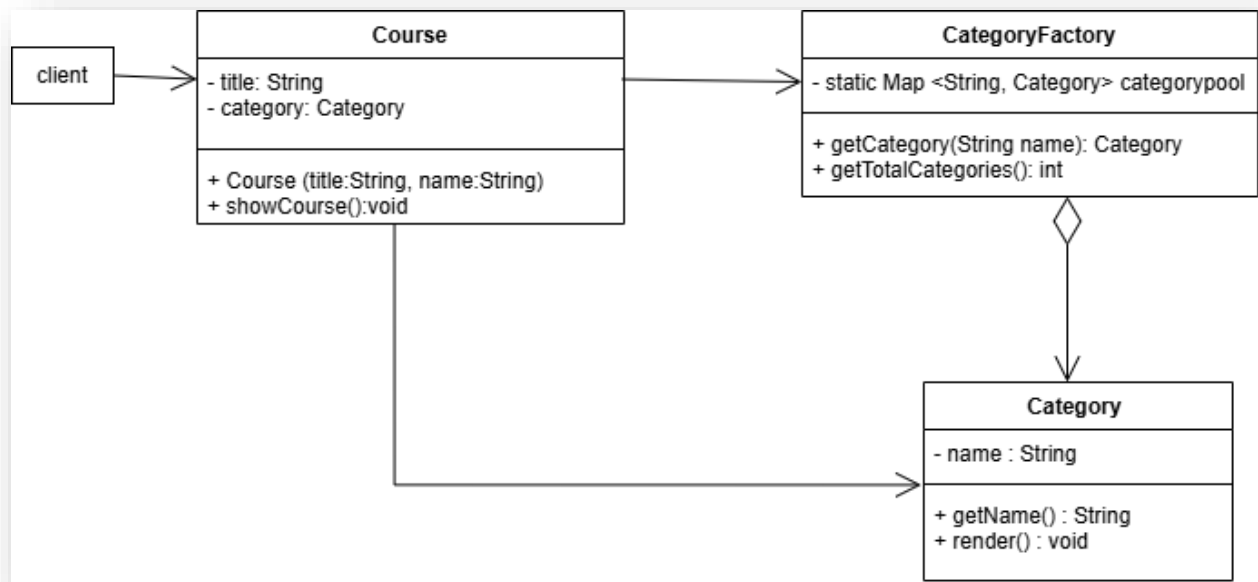 client
Course
- title: String
- category: Category
+ Course (title:String, name:String)
+ showCourse():void
CategoryFactory
- static Map <String, Category> categorypool
+ getCategory(String name): Category
+ getTotalCategories(): int
Category
- name : String
+ getName() : String
+ render() : void